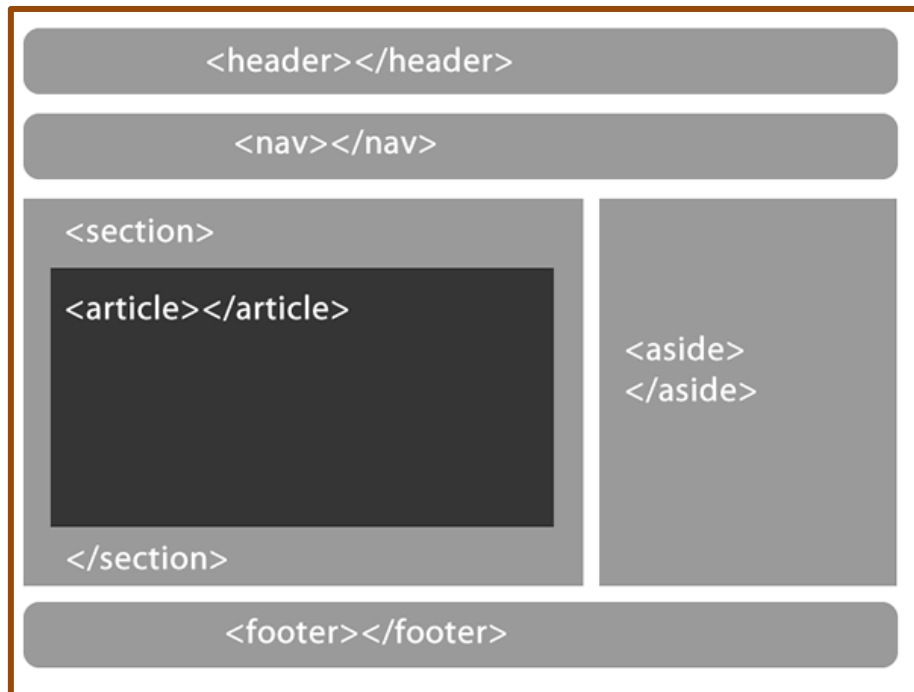 <header></header>
<nav></nav>
<section>
<article></article>
</section>
<aside>
</aside>
<footer></footer>